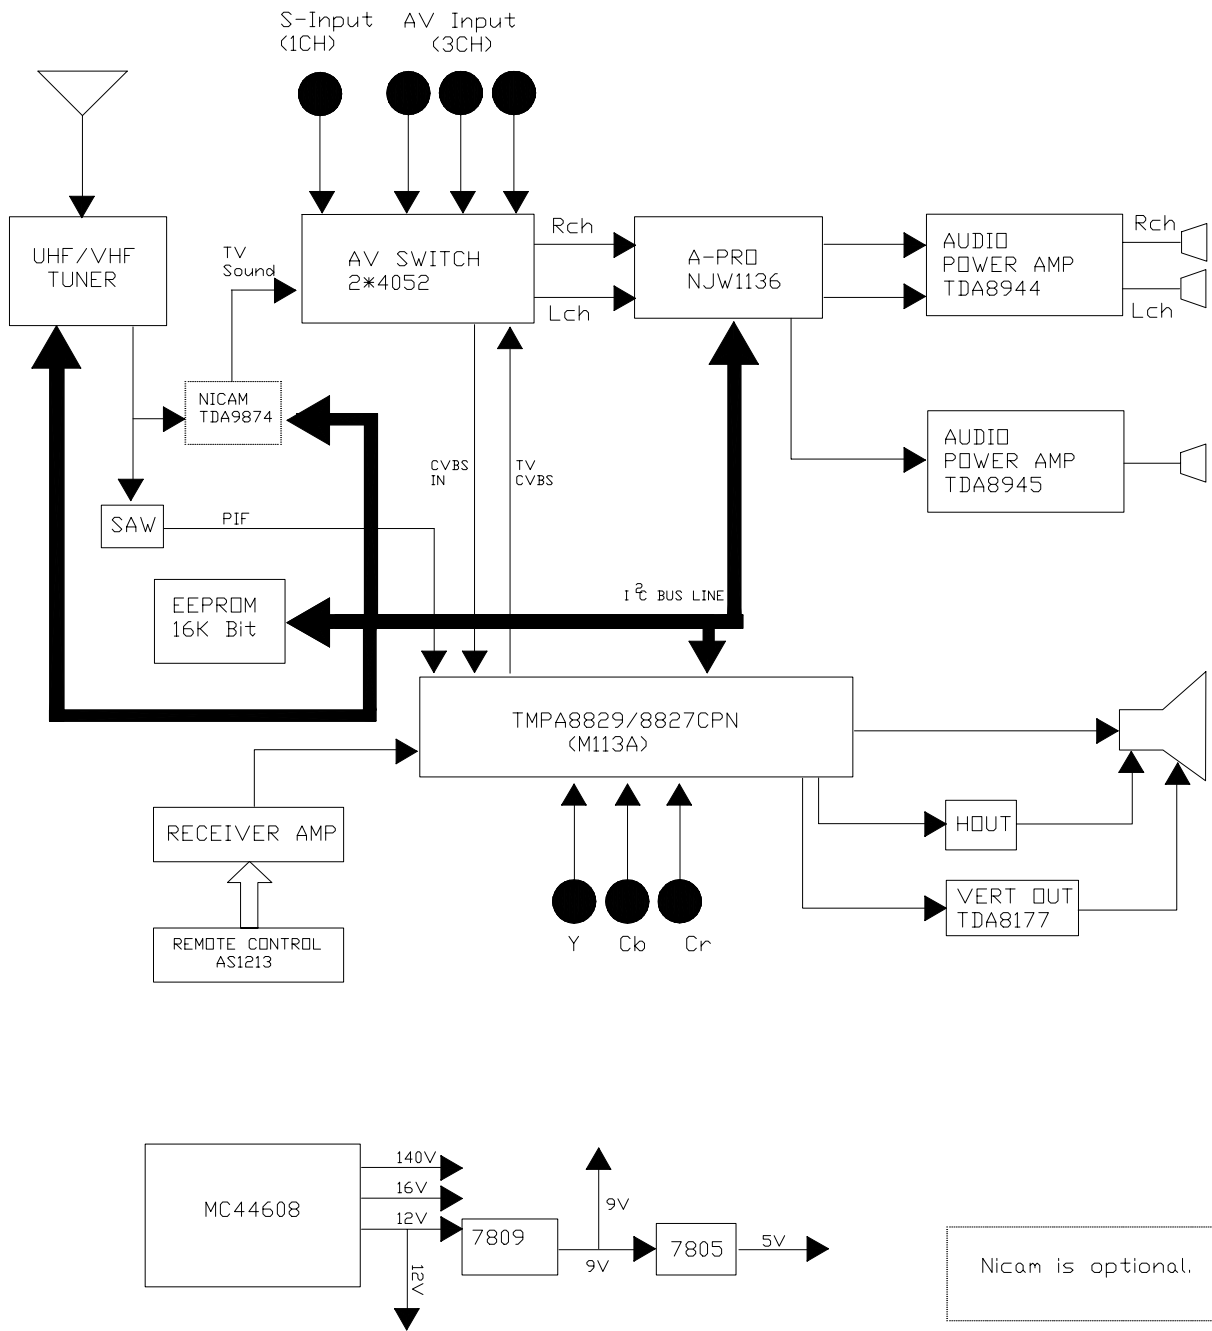 S-Input
(1CH)
AV Input
(3CH)
UHF/VHF
TUNER
TV
Sound
AV SWITCH
2*4052
Rch
Lch
A-PRO
NJW1136
AUDIO
POWER AMP
TDA8944
Rch
Lch
NICAM
TDA9874
AUDIO
POWER AMP
TDA8945
CVBS
IN
TV
CVBS
SAW
PIF
EEPROM
16K Bit
I²C BUS LINE
TMPA8829/8827CPN
(M113A)
RECEIVER AMP
HOUT
VERT OUT
TDA8177
REMOTE CONTROL
AS1213
Y
Cb
Cr
MC44608
140V
16V
12V
12V
7809
9V
9V
7805
5V
Nicam is optional.